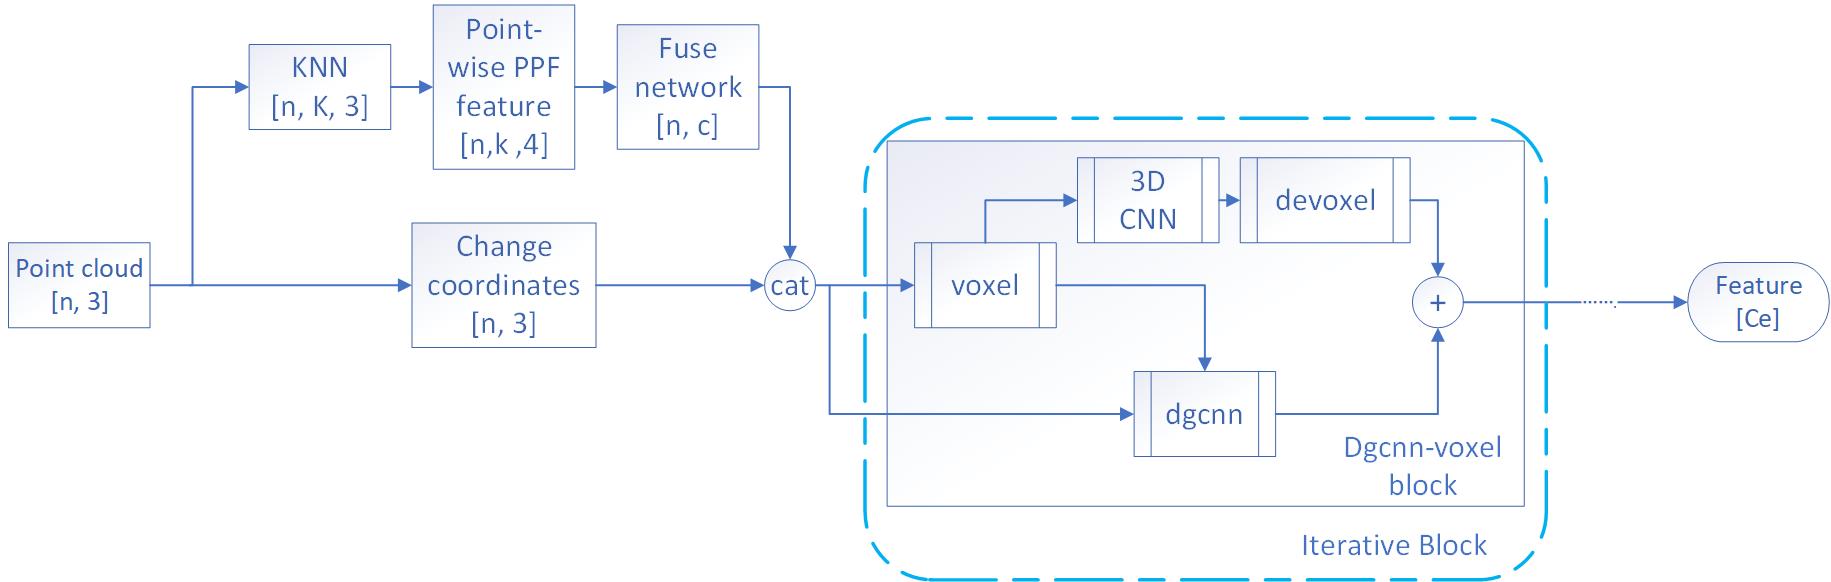 Point cloud
[n, 3]
KNN
[n, K, 3]
Point-
wise PPF
feature
[n,k ,4]
Fuse
network
[n, c]
Change
coordinates
[n, 3]
cat
voxel
3D
CNN
devoxel
dgcnn
+
Dgcnn-voxel
block
Iterative Block
Feature
[Ce]